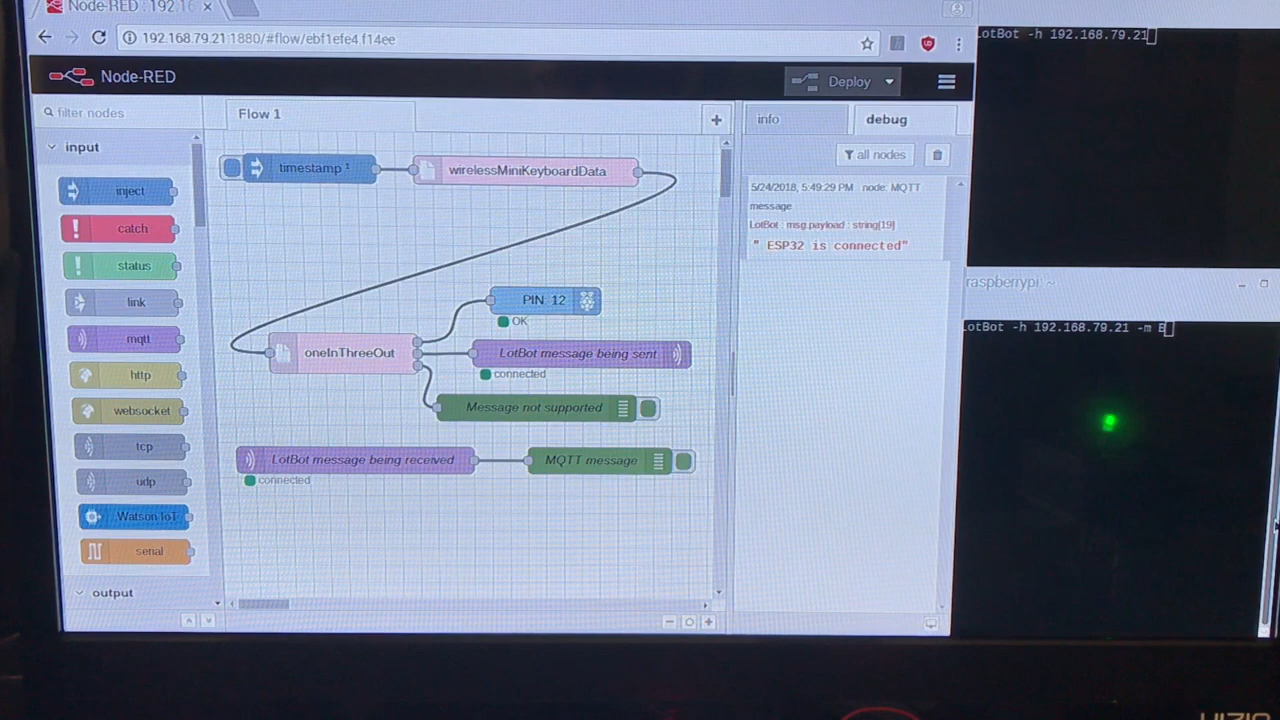 Node-RED : 192.16
192.168.79.21:1880/#flow/ebf1efe4.f14ee
Node-RED
Deploy
filter nodes
Flow 1
info
debug
all nodes
input
inject
catch
status
link
mqtt
http
websocket
tcp
udp
Watson IoT
serial
output
timestamp ¹
wirelessMiniKeyboardData
PIN: 12
OK
oneInThreeOut
LotBot message being sent
connected
Message not supported
LotBot message being received
connected
MQTT message
5/24/2018, 5:49:29 PM node: MQTT
message
LotBot : msg.payload : string[19]
" ESP32 is connected"
LotBot -h 192.168.79.21
raspberrypi: ~
LotBot -h 192.168.79.21 -m E
VIZIO